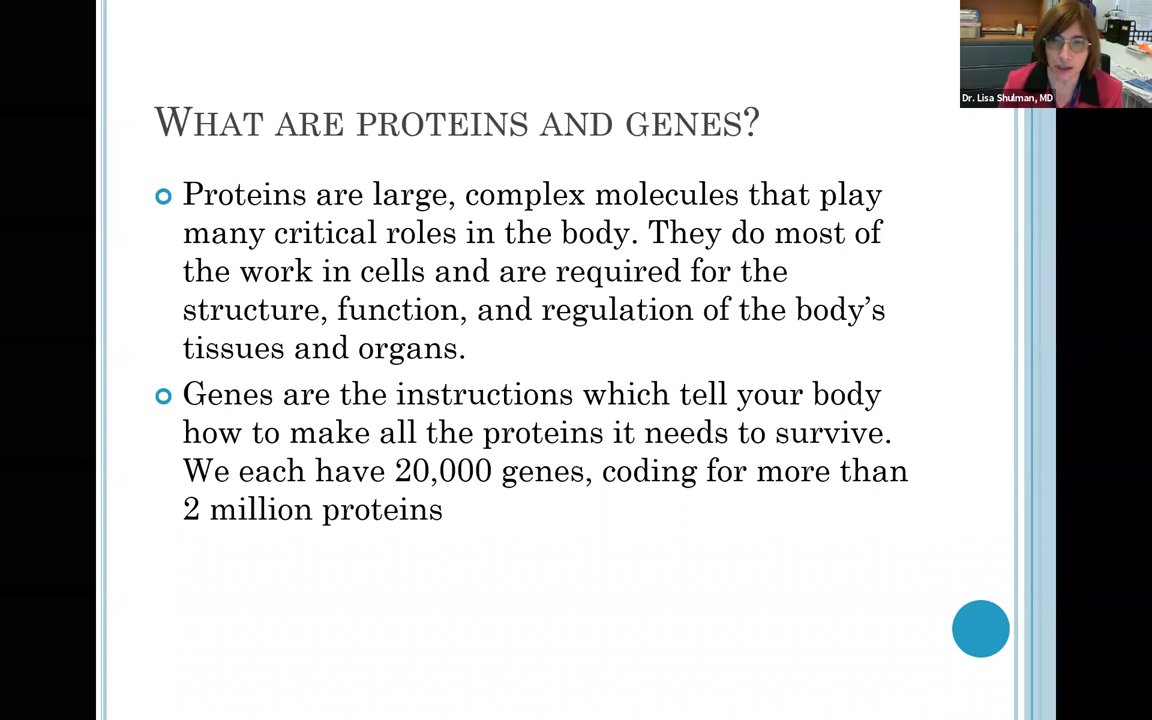 Dr. Lisa Shulman, MD
WHAT ARE PROTEINS AND GENES?
Proteins are large, complex molecules that play
many critical roles in the body. They do most of
the work in cells and are required for the
structure, function, and regulation of the body’s
tissues and organs.
Genes are the instructions which tell your body
how to make all the proteins it needs to survive.
We each have 20,000 genes, coding for more than
2 million proteins